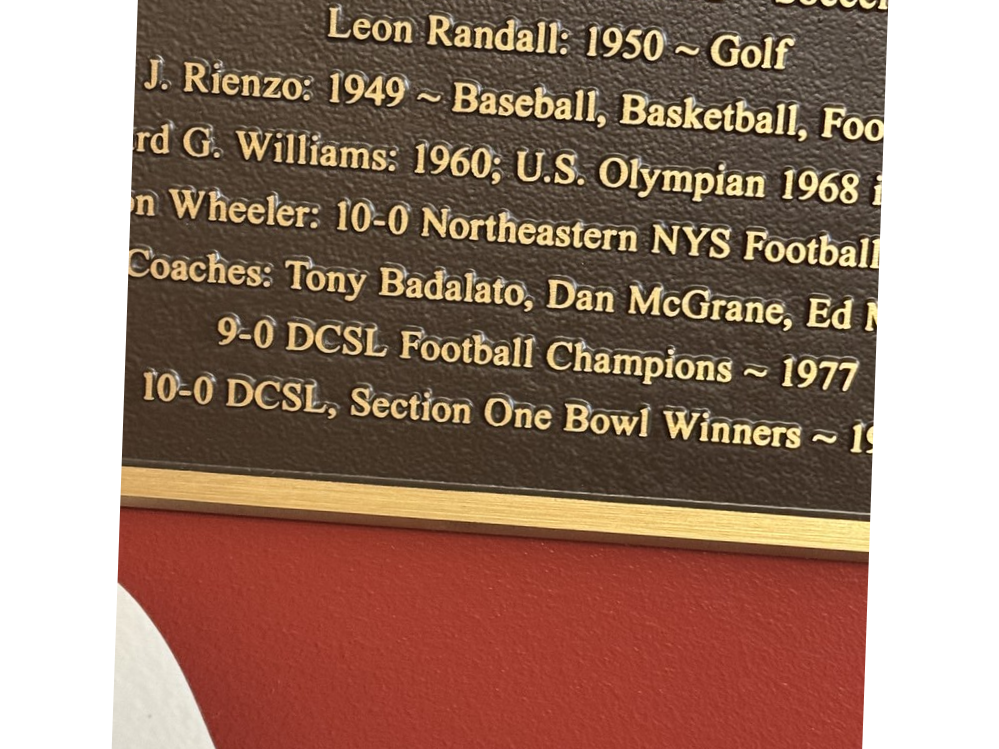 Leon Randall: 1950 ~ Golf
J. Rienzo: 1949 ~ Baseball, Basketball,
G. Williams: 1960; U.S. Olympian 1968
Wheeler: 10-0 Northeastern NYS Football
Coaches: Tony Badalato, Dan McGrane, Ed
9-0 DCSL Football Champions ~ 1977
10-0 DCSL, Section One Bowl Winners ~